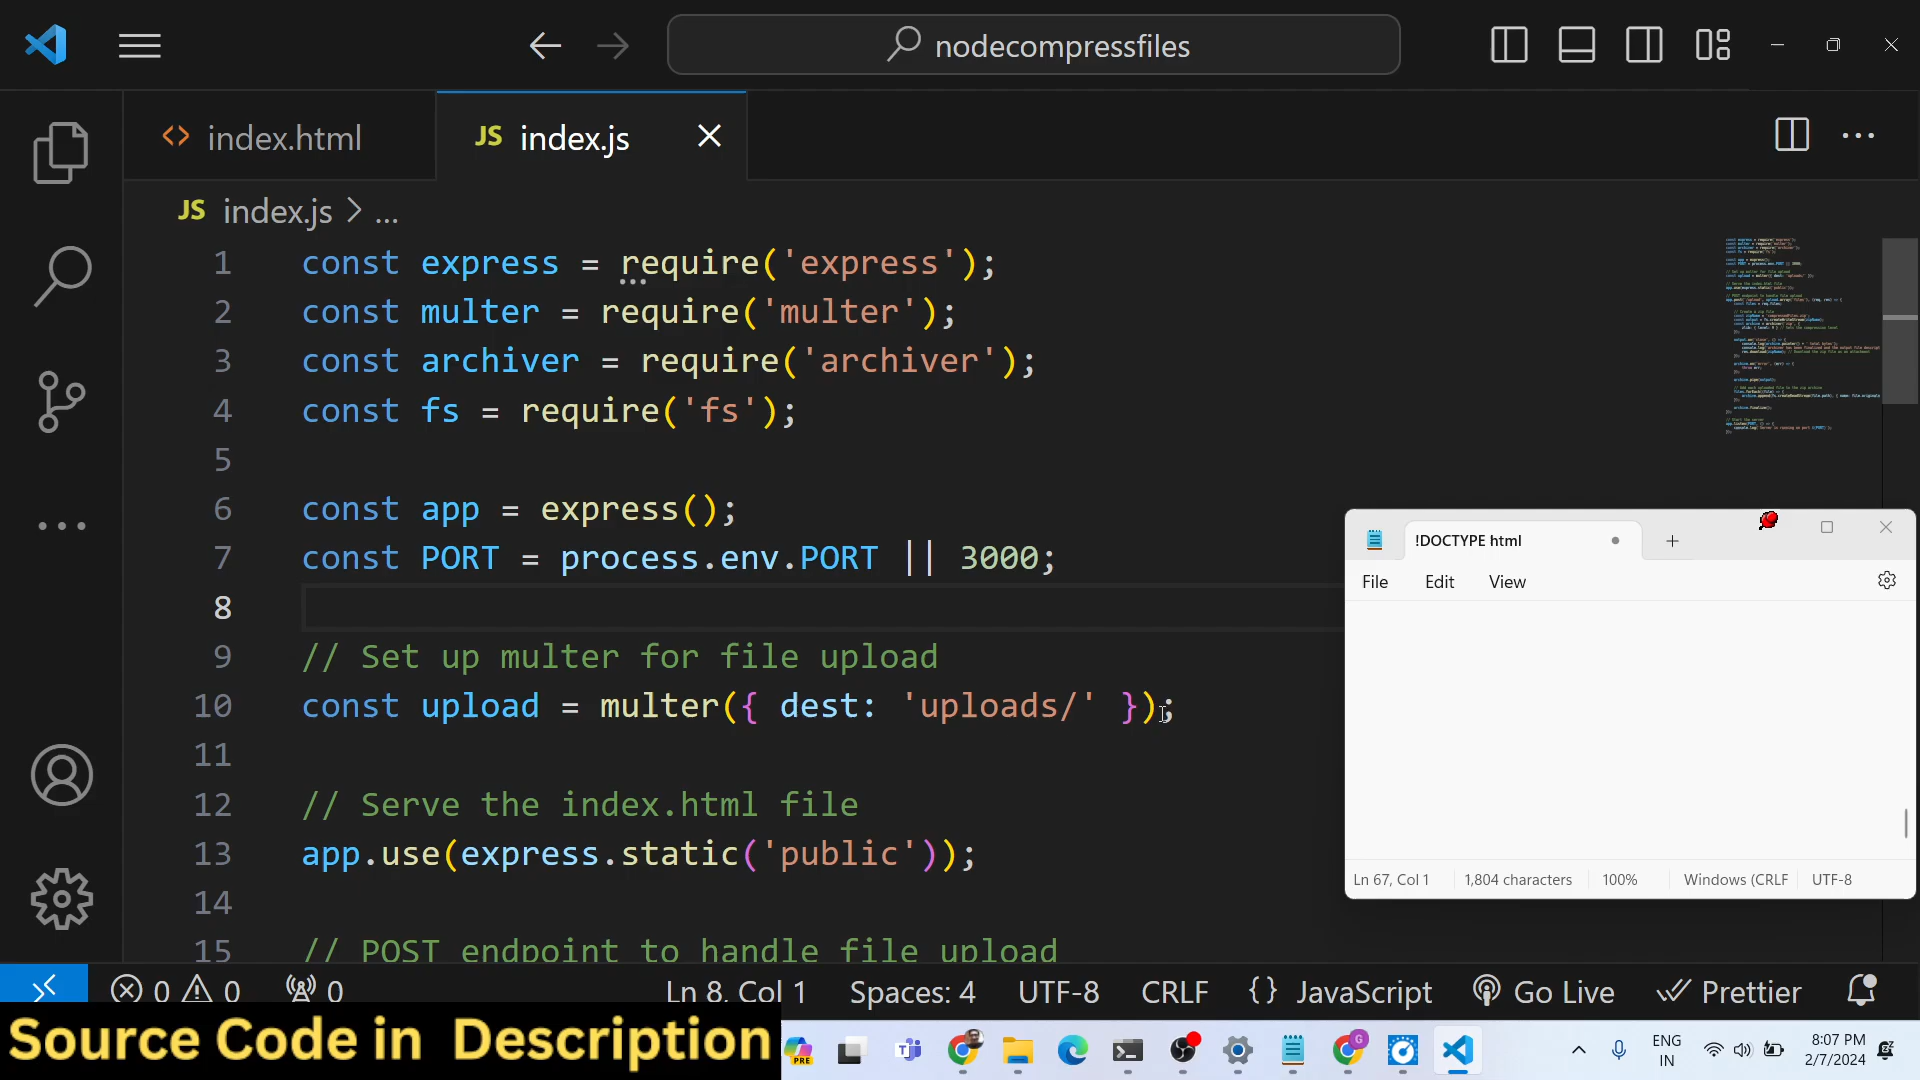 nodecompressfiles
<> index.html
JS index.js
JS index.js > ...
1 const express = require('express');
2 const multer = require('multer');
3 const archiver = require('archiver');
4 const fs = require('fs');
5
6 const app = express();
7 const PORT = process.env.PORT || 3000;
8
9 // Set up multer for file upload
10 const upload = multer({ dest: 'uploads/' });
11
12 // Serve the index.html file
13 app.use(express.static('public'));
14
15 // POST endpoint to handle file upload
!DOCTYPE html
File Edit View
Ln 67, Col 1 1,804 characters 100% Windows (CRLF UTF-8
0 0 0 Ln 8, Col 1 Spaces: 4 UTF-8 CRLF {} JavaScript Go Live Prettier
Source Code in Description
PRE
G
ENG
IN
8:07 PM
2/7/2024